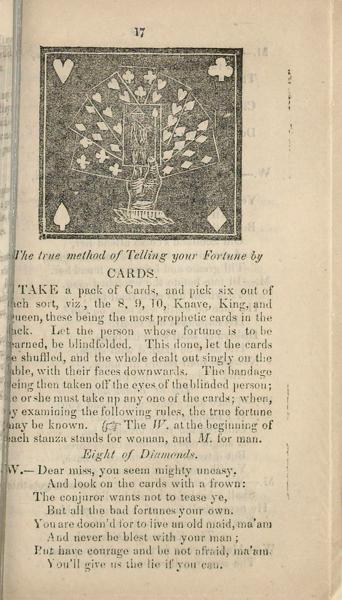 17
The true method of Telling your Fortune by
CARDS.
TAKE a pack of Cards, and pick six out of
each sort, viz., the 8, 9, 10, Knave, King, and
Queen, these being the most prophetic cards in the
pack. Let the person whose fortune is to be
learned, be blindfolded. This done, let the cards
be shuffled, and the whole dealt out singly on the
table, with their faces downwards. The bandage
being then taken off the eyes of the blinded person;
he or she must take up any one of the cards; when,
by examining the following rules, the true fortune
may be known. ☞ The W. at the beginning of
each stanza stands for woman, and M. for man.
Eight of Diamonds.
W.— Dear miss, you seem mighty uneasy,
And look on the cards with a frown:
The conjuror wants not to tease ye,
But all the bad fortunes your own.
You are doom'd for to live an old maid, ma'am
And never be blest with your man;
But have courage and be not afraid, ma'am
You'll give us the lie if you can.